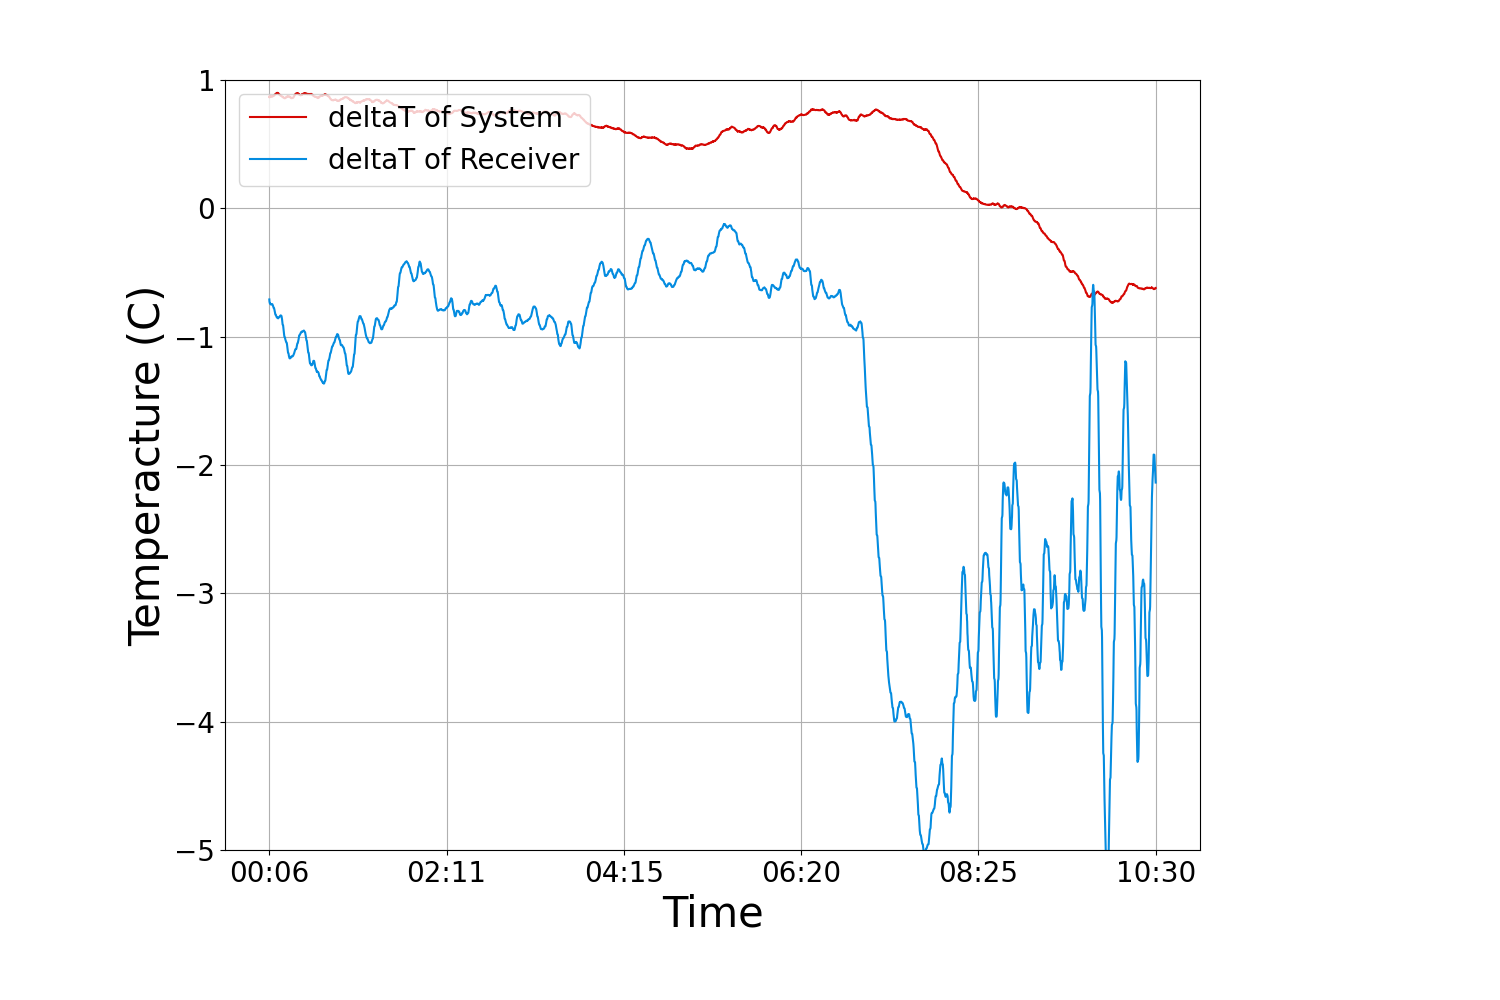 1
0
−1
−2
−3
−4
−5
Temperacture (C)
deltaT of System
deltaT of Receiver
00:06 02:11 04:15 06:20 08:25 10:30
Time